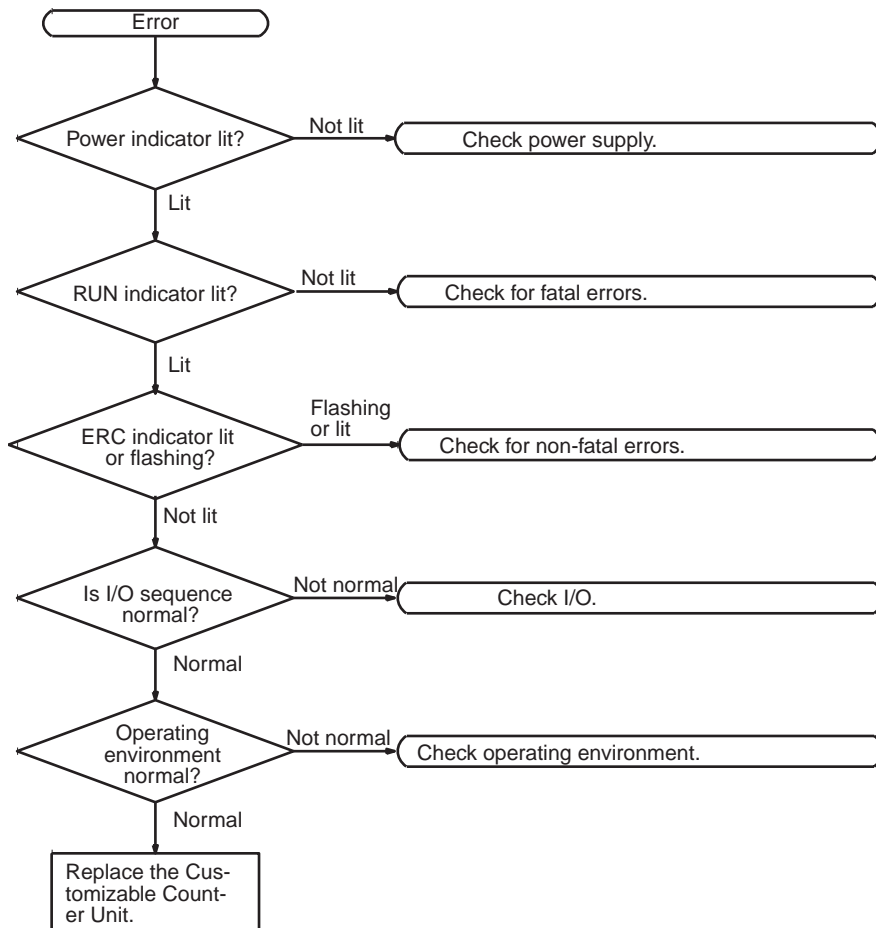 Error
Power indicator lit?
Not lit
Check power supply.
Lit
RUN indicator lit?
Not lit
Check for fatal errors.
Lit
ERC indicator lit
or flashing?
Flashing
or lit
Check for non-fatal errors.
Not lit
Is I/O sequence
normal?
Not normal
Check I/O.
Normal
Operating
environment
normal?
Not normal
Check operating environment.
Normal
Replace the Cus-
tomizable Count-
er Unit.